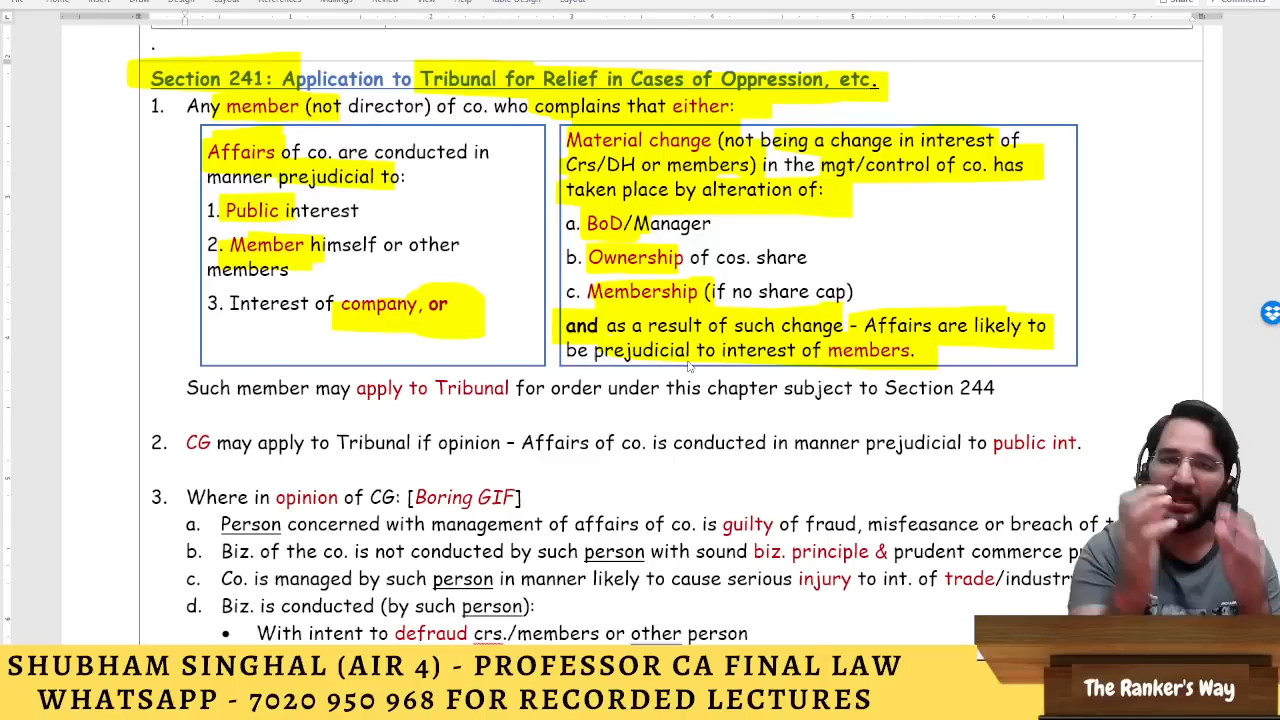 .
Section 241: Application to Tribunal for Relief in Cases of Oppression, etc.
1. Any member (not director) of co. who complains that either:
Affairs of co. are conducted in
manner prejudicial to:
1. Public interest
2. Member himself or other
members
3. Interest of company, or
Material change (not being a change in interest of
Crs/DH or members) in the mgt/control of co. has
taken place by alteration of:
a. BoD/Manager
b. Ownership of cos. share
c. Membership (if no share cap)
and as a result of such change - Affairs are likely to
be prejudicial to interest of members.
Such member may apply to Tribunal for order under this chapter subject to Section 244
2. CG may apply to Tribunal if opinion – Affairs of co. is conducted in manner prejudicial to public int.
3. Where in opinion of CG: [Boring GIF]
a. Person concerned with management of affairs of co. is guilty of fraud, misfeasance or breach of
b. Biz. of the co. is not conducted by such person with sound biz. principle & prudent commerce
c. Co. is managed by such person in manner likely to cause serious injury to int. of trade/industry
d. Biz. is conducted (by such person):
• With intent to defraud crs./members or other person
SHUBHAM SINGHAL (AIR 4) - PROFESSOR CA FINAL LAW
WHATSAPP - 7020 950 968 FOR RECORDED LECTURES
The Ranker's Way